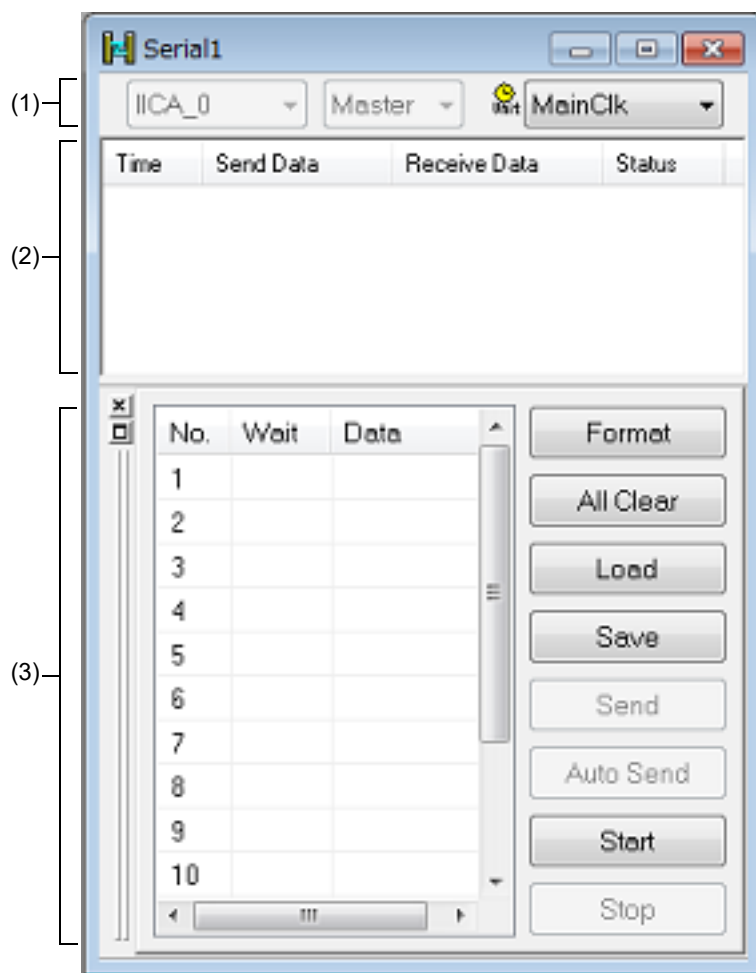 Serial1
(1)
IICA_0 Master Wait MainClk
Time Send Data Receive Data Status
(2)
(3)
No. Wait Data
1
2
3
4
5
6
7
8
9
10
Format
All Clear
Load
Save
Send
Auto Send
Start
Stop